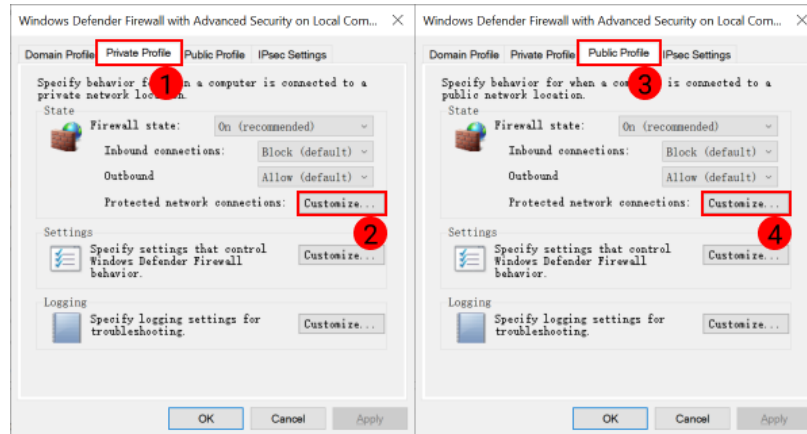 Windows Defender Firewall with Advanced Security on Local Com...
Domain Profile Private Profile Public Profile IPsec Settings
1
Specify behavior f n a computer is connected to a
private network loc n.
State
Firewall state: On (recommended)
Inbound connections: Block (default)
Outbound Allow (default)
Protected network connections: Customize...
2
Settings
Specify settings that control
Windows Defender Firewall
behavior.
Customize...
Logging
Specify logging settings for
troubleshooting.
Customize...
OK Cancel Apply
Windows Defender Firewall with Advanced Security on Local Com...
Domain Profile Private Profile Public Profile IPsec Settings
3
Specify behavior for when a co is connected to a
public network location.
State
Firewall state: On (recommended)
Inbound connections: Block (default)
Outbound Allow (default)
Protected network connections: Customize...
4
Settings
Specify settings that control
Windows Defender Firewall
behavior.
Customize...
Logging
Specify logging settings for
troubleshooting.
Customize...
OK Cancel Apply